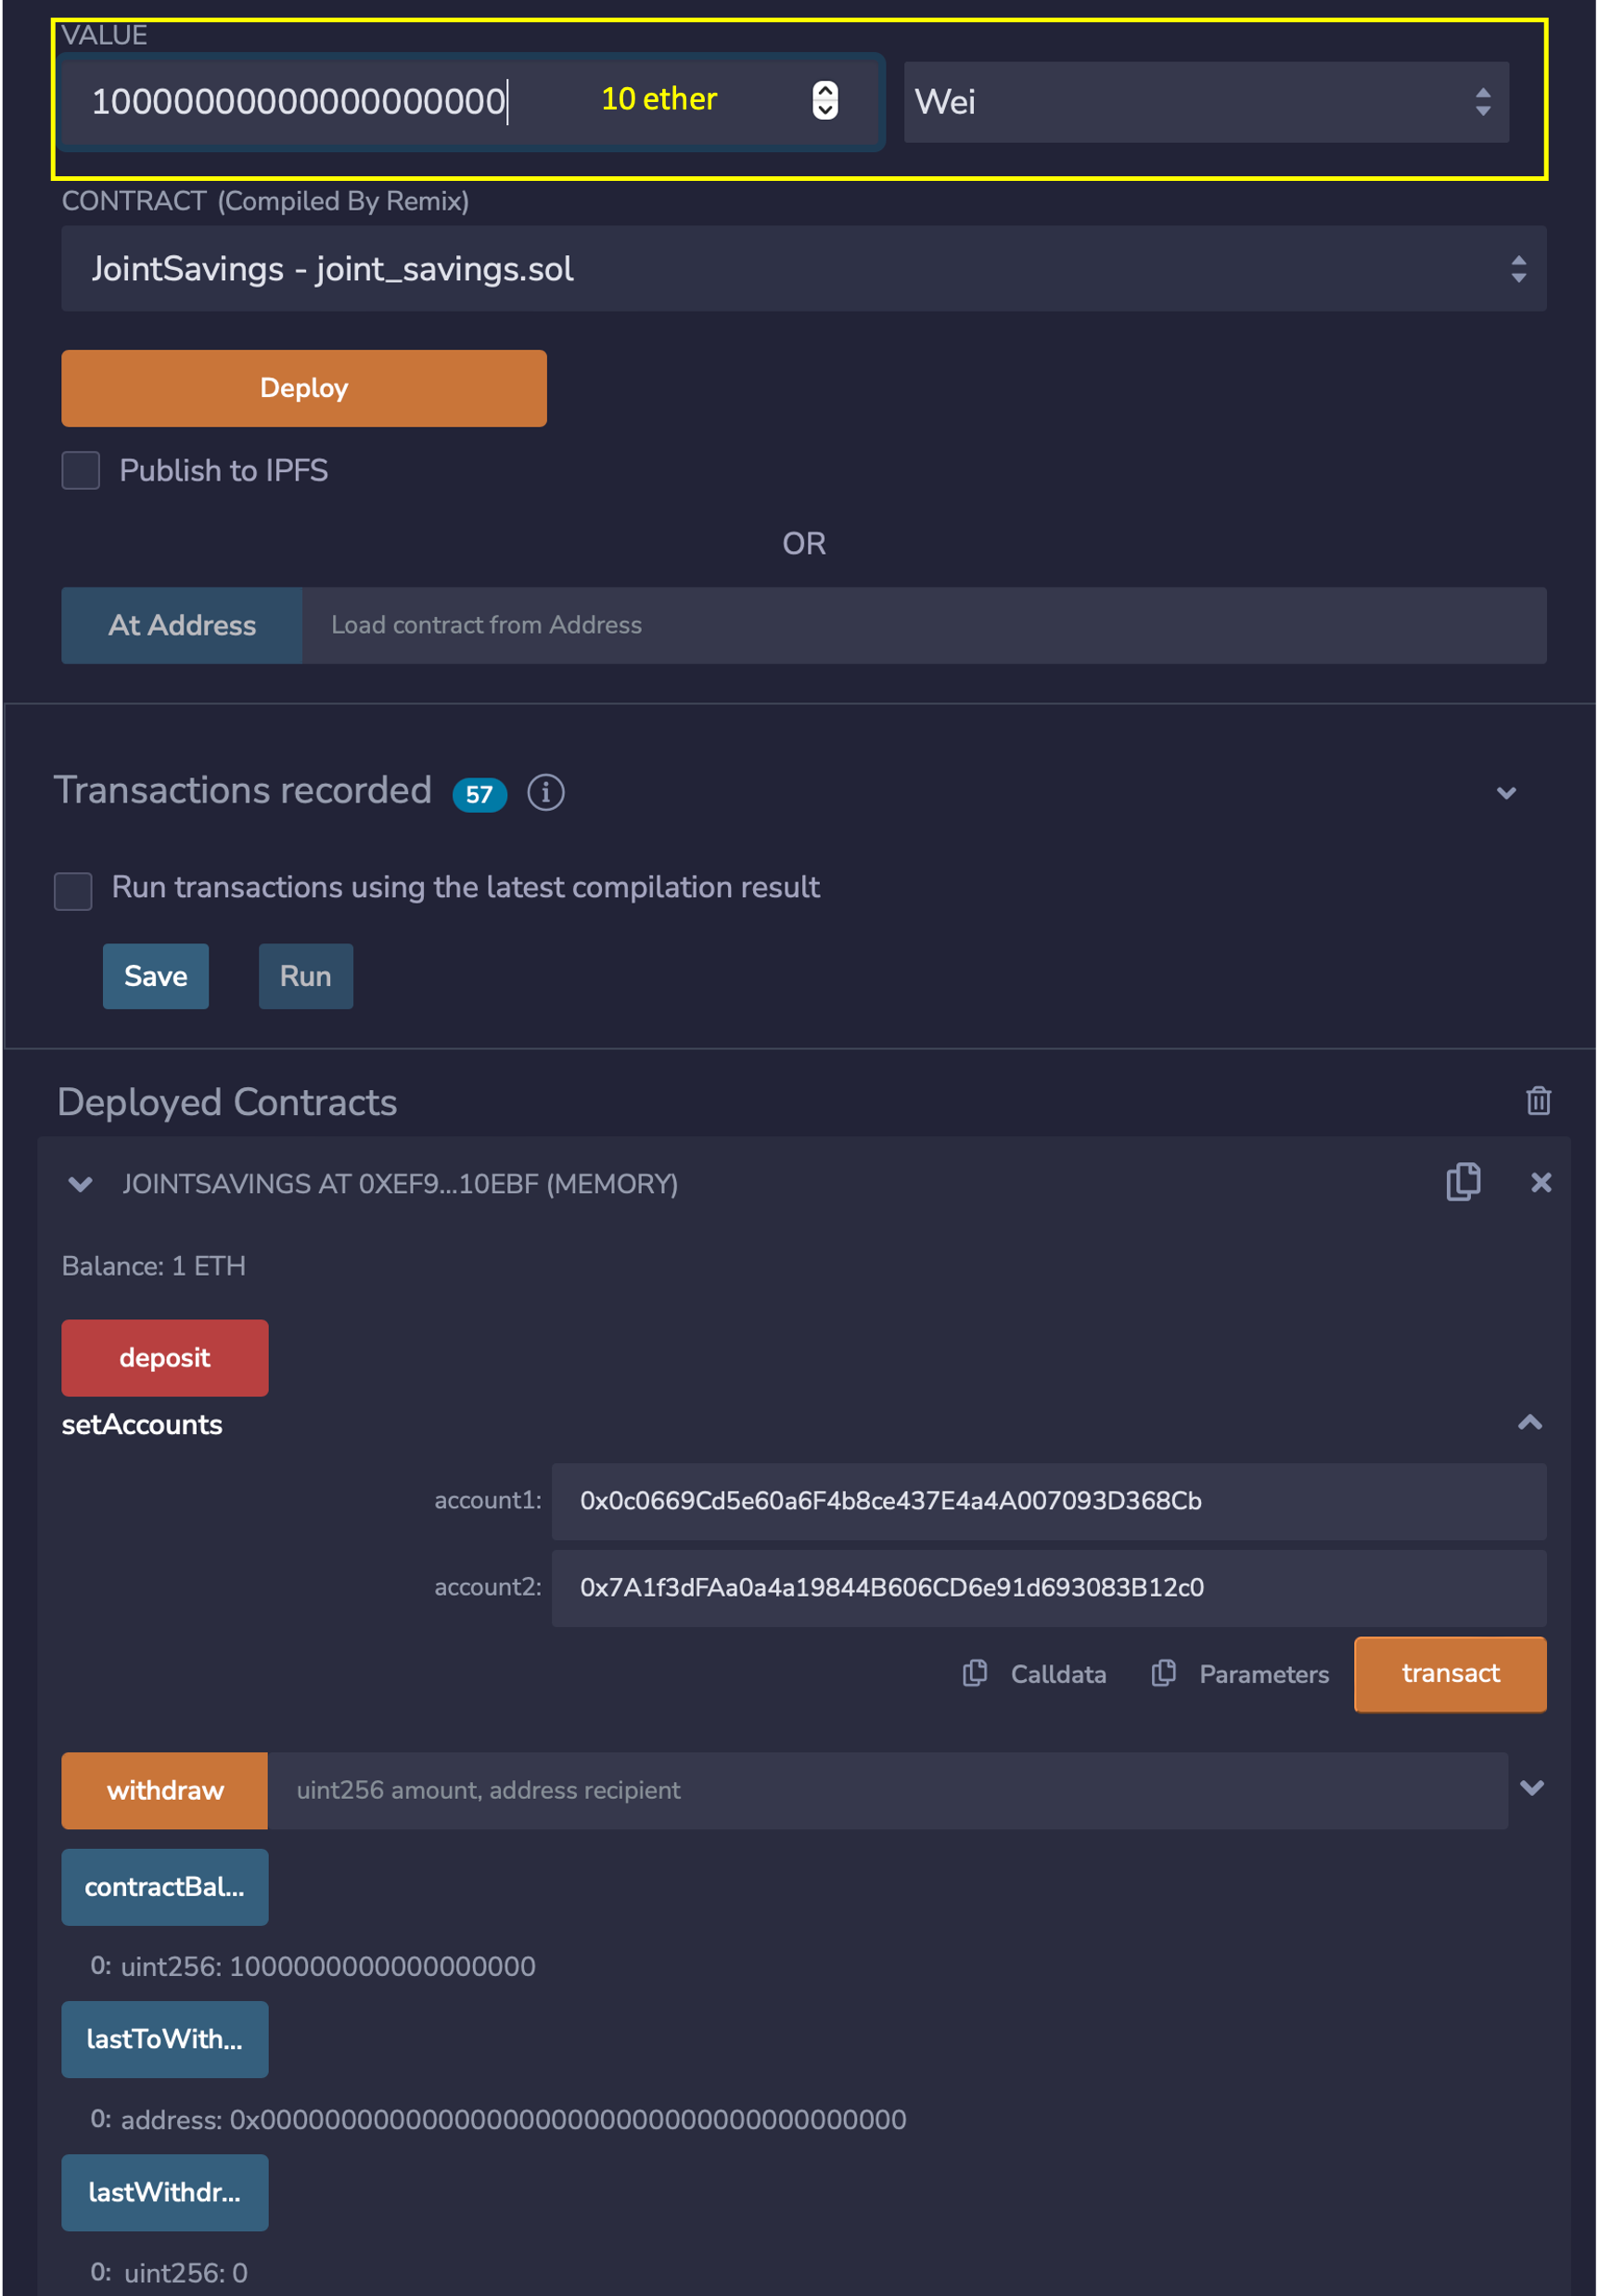 VALUE
10000000000000000000
10 ether
Wei
CONTRACT (Compiled By Remix)
JointSavings - joint_savings.sol
Deploy
Publish to IPFS
OR
At Address
Load contract from Address
Transactions recorded 57 i
Run transactions using the latest compilation result
Save
Run
Deployed Contracts
JOINTSAVINGS AT 0XEF9...10EBF (MEMORY)
Balance: 1 ETH
deposit
setAccounts
account1: 0x0c0669Cd5e60a6F4b8ce437E4a4A007093D368Cb
account2: 0x7A1f3dFAa0a4a19844B606CD6e91d693083B12c0
Calldata
Parameters
transact
withdraw
uint256 amount, address recipient
contractBal...
0: uint256: 1000000000000000000
lastToWith...
0: address: 0x0000000000000000000000000000000000000000
lastWithdr...
0: uint256: 0